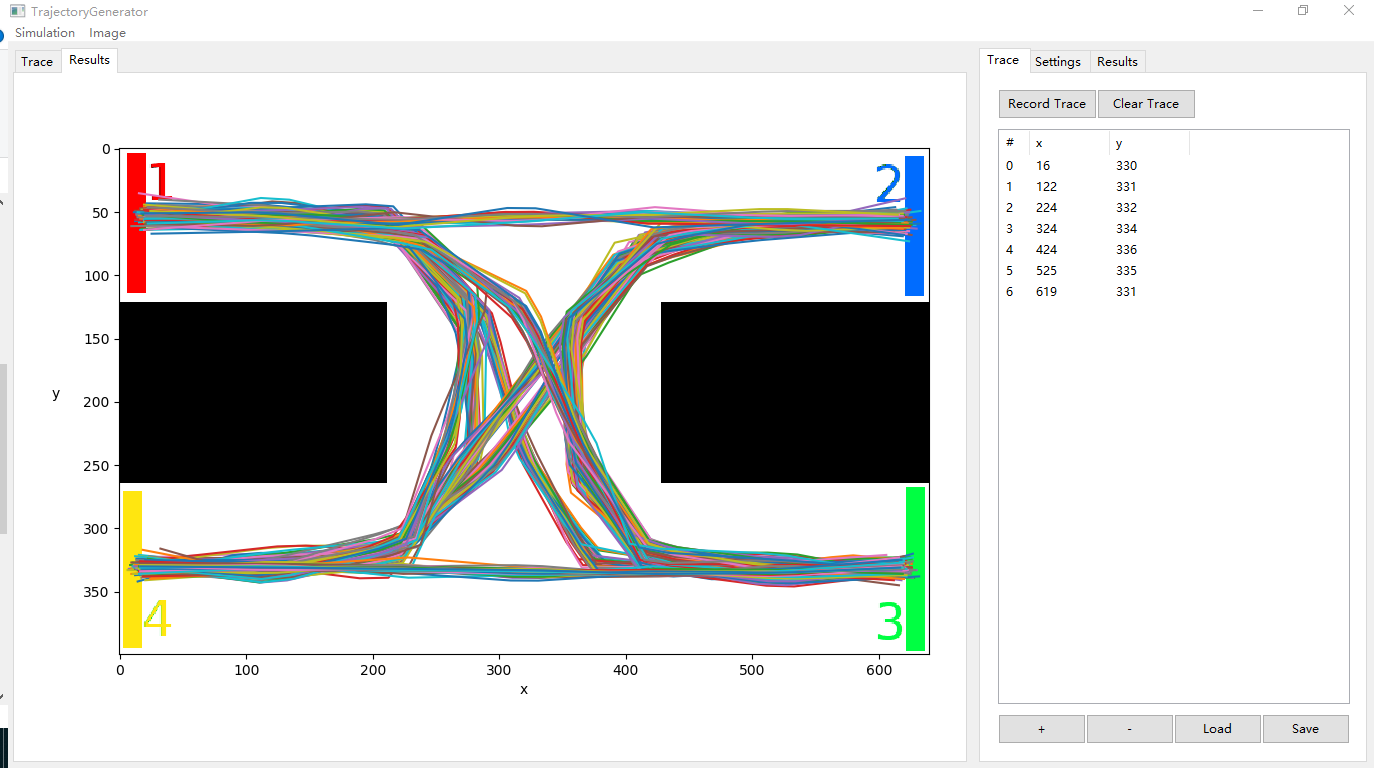 TrajectoryGenerator
Simulation Image
Trace Results
Trace Settings Results
Record Trace Clear Trace
# x y
0 16 330
1 122 331
2 224 332
3 324 334
4 424 336
5 525 335
6 619 331
+ - Load Save
1 2
4 3
0
50
100
150
200
250
300
350
y
0 100 200 300 400 500 600
x